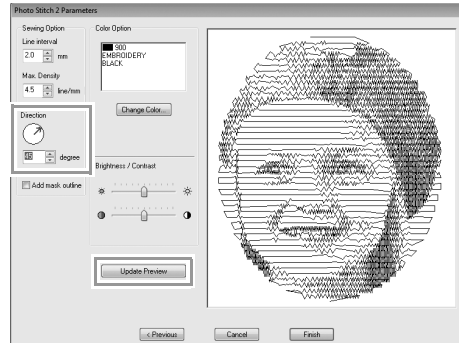 Photo Stitch 2 Parameters
Sewing Option
Line interval
2.0 mm
Max. Density
4.5 line/mm
Direction
45 degree
Add mask outline
Color Option
900
EMBROIDERY
BLACK
Change Color...
Brightness / Contrast
Update Preview
< Previous
Cancel
Finish